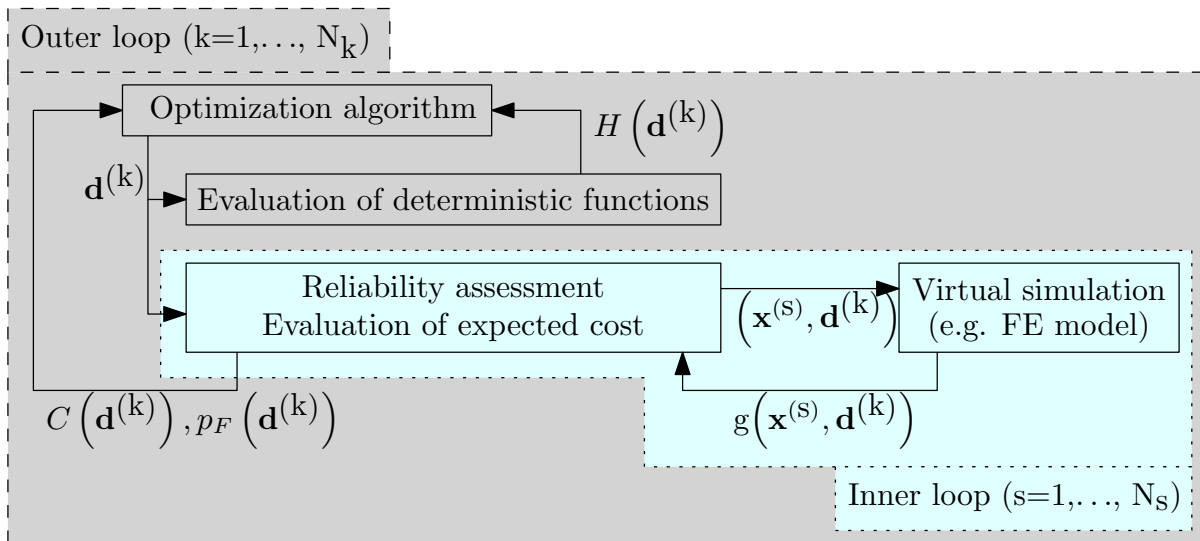 Outer loop (k=1,..., N_k)
Optimization algorithm
H(𝐝^(k))
𝐝^(k)
Evaluation of deterministic functions
Reliability assessment
Evaluation of expected cost
(𝐱^(s), 𝐝^(k))
Virtual simulation
(e.g. FE model)
C(𝐝^(k)), p_F(𝐝^(k))
g(𝐱^(s), 𝐝^(k))
Inner loop (s=1,..., N_s)